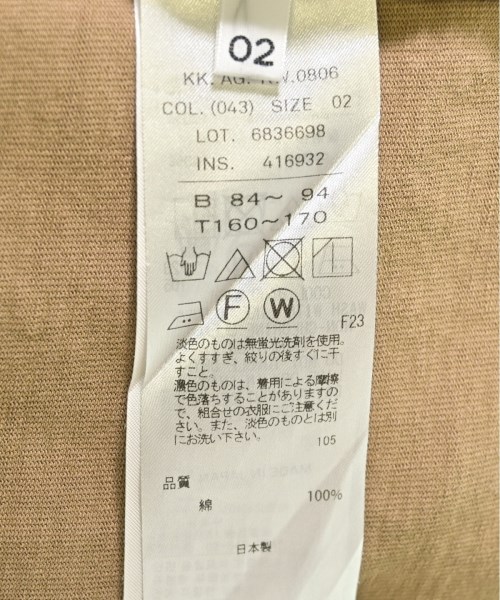 02
KK. AG. 0806
COL. (043) SIZE 02
LOT. 6836698
INS. 416932
B 84～ 94
T160～170
F W
F23
淡色のものは無蛍光洗剤を使用。
よくすすぎ、絞りの後すぐに干
すこと。
濃色のものは、着用による摩擦
で色落ちすることがありますの
で、組合せの衣服にご注意くださ
い。また、淡色のものとは別
にお洗い下さい。
105
品質
綿 100%
日本製